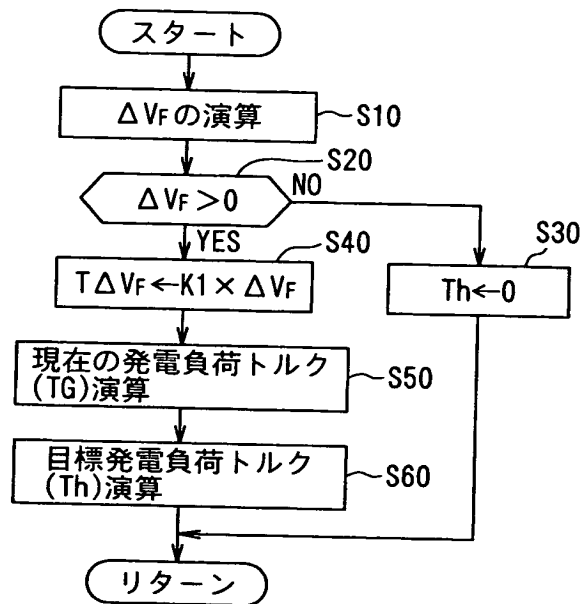 スタート
ΔVFの演算
S10
S20
ΔVF>0
NO
YES
S40
TΔVF←K1×ΔVF
S30
Th←0
現在の発電負荷トルク
(TG)演算
S50
目標発電負荷トルク
(Th)演算
S60
リターン